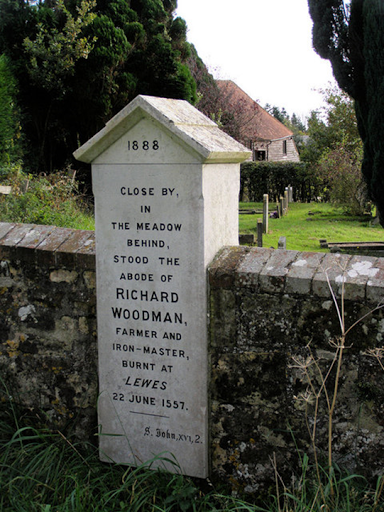 1888
CLOSE BY,
IN
THE MEADOW
BEHIND,
STOOD THE
ABODE OF
RICHARD
WOODMAN,
FARMER AND
IRON-MASTER,
BURNT AT
LEWES
22 JUNE 1557.
S. John, XVI, 2.